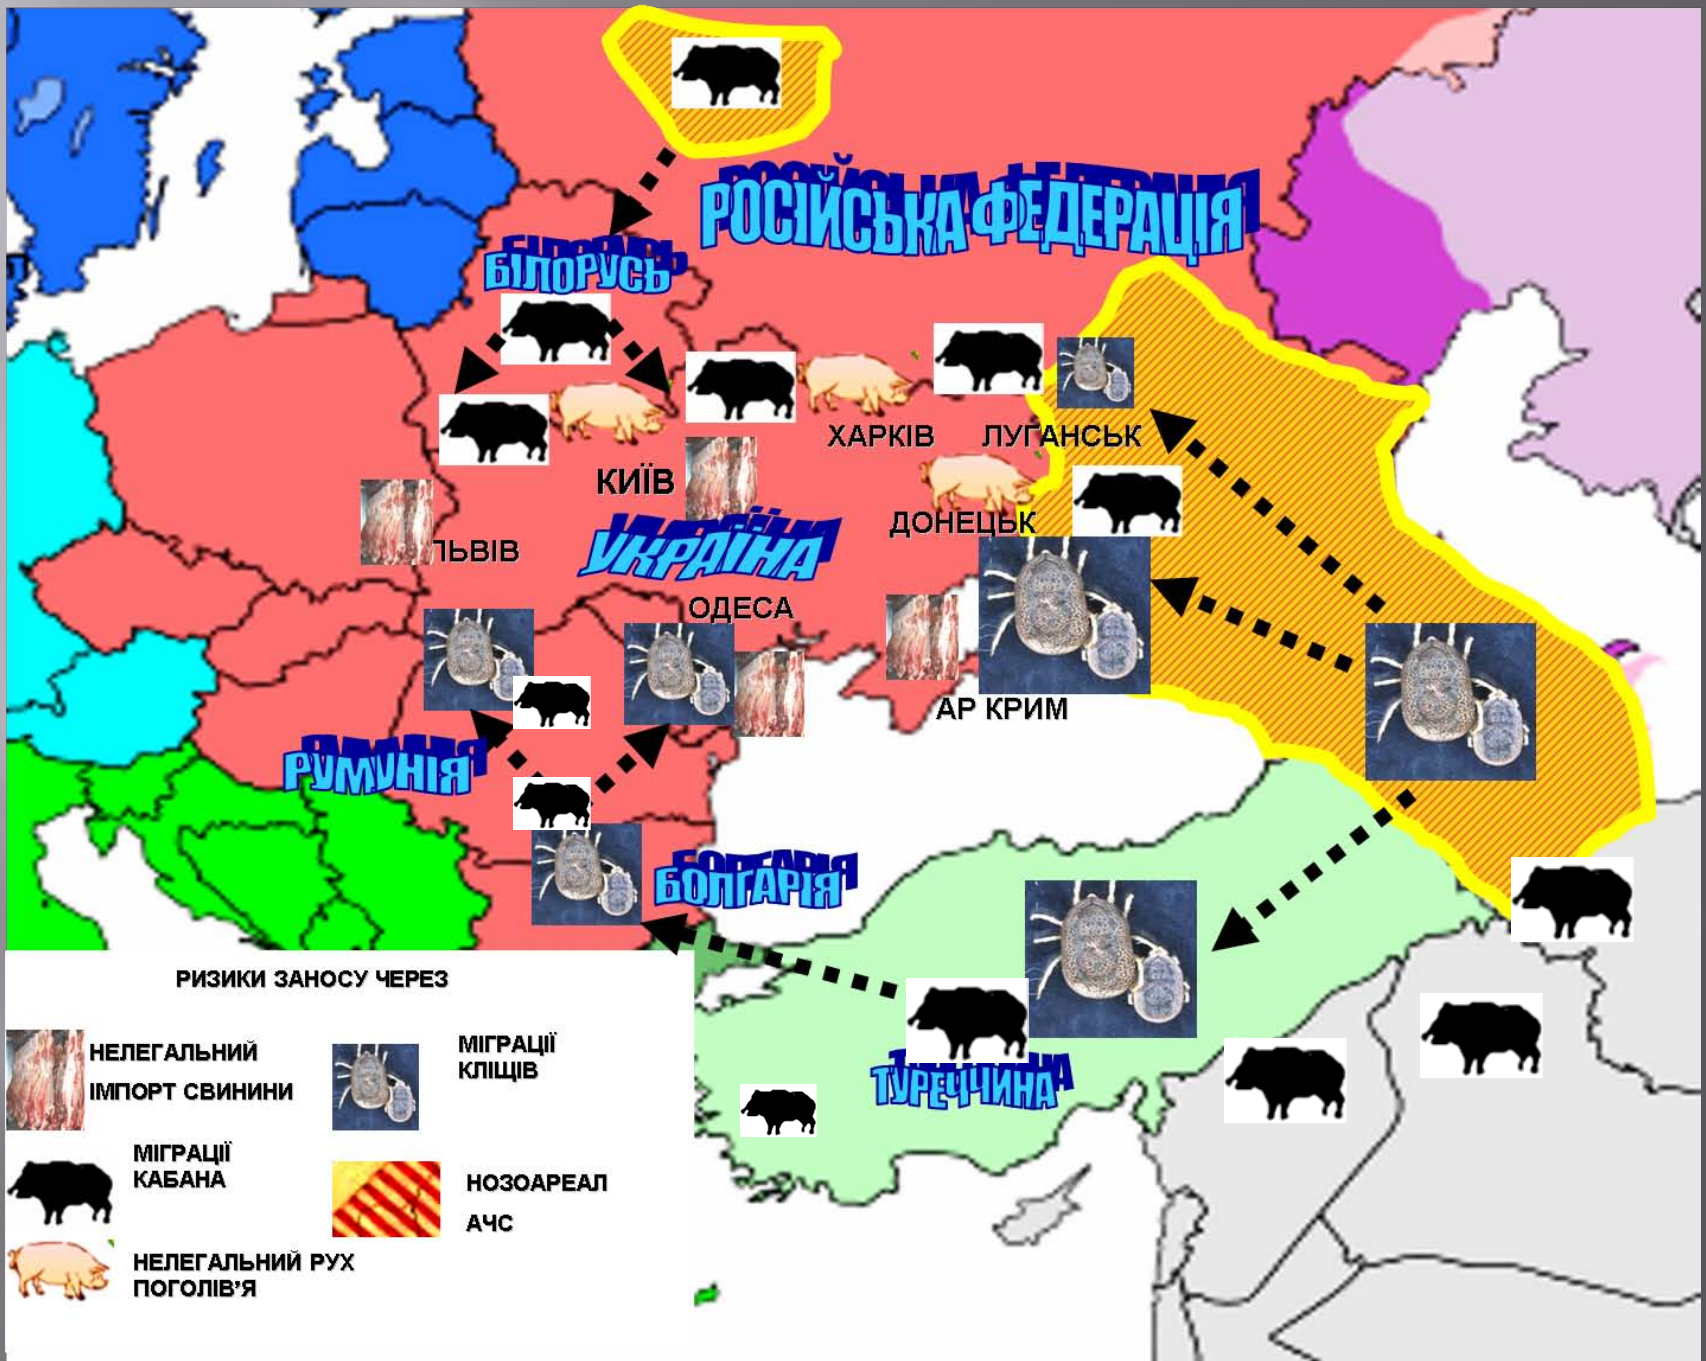 РОСІЙСЬКА ФЕДЕРАЦІЯ
БІЛОРУСЬ
ХАРКІВ
ЛУГАНСЬК
КИЇВ
ДОНЕЦЬК
ЛЬВІВ
УКРАЇНА
ОДЕСА
АР КРИМ
РУМУНІЯ
БОЛГАРІЯ
ТУРЕЧЧИНА
РИЗИКИ ЗАНОСУ ЧЕРЕЗ
НЕЛЕГАЛЬНИЙ
ІМПОРТ СВИНИНИ
МІГРАЦІЇ
КЛІЩІВ
МІГРАЦІЇ
КАБАНА
НОЗОАРЕАЛ
АЧС
НЕЛЕГАЛЬНИЙ РУХ
ПОГОЛІВ'Я